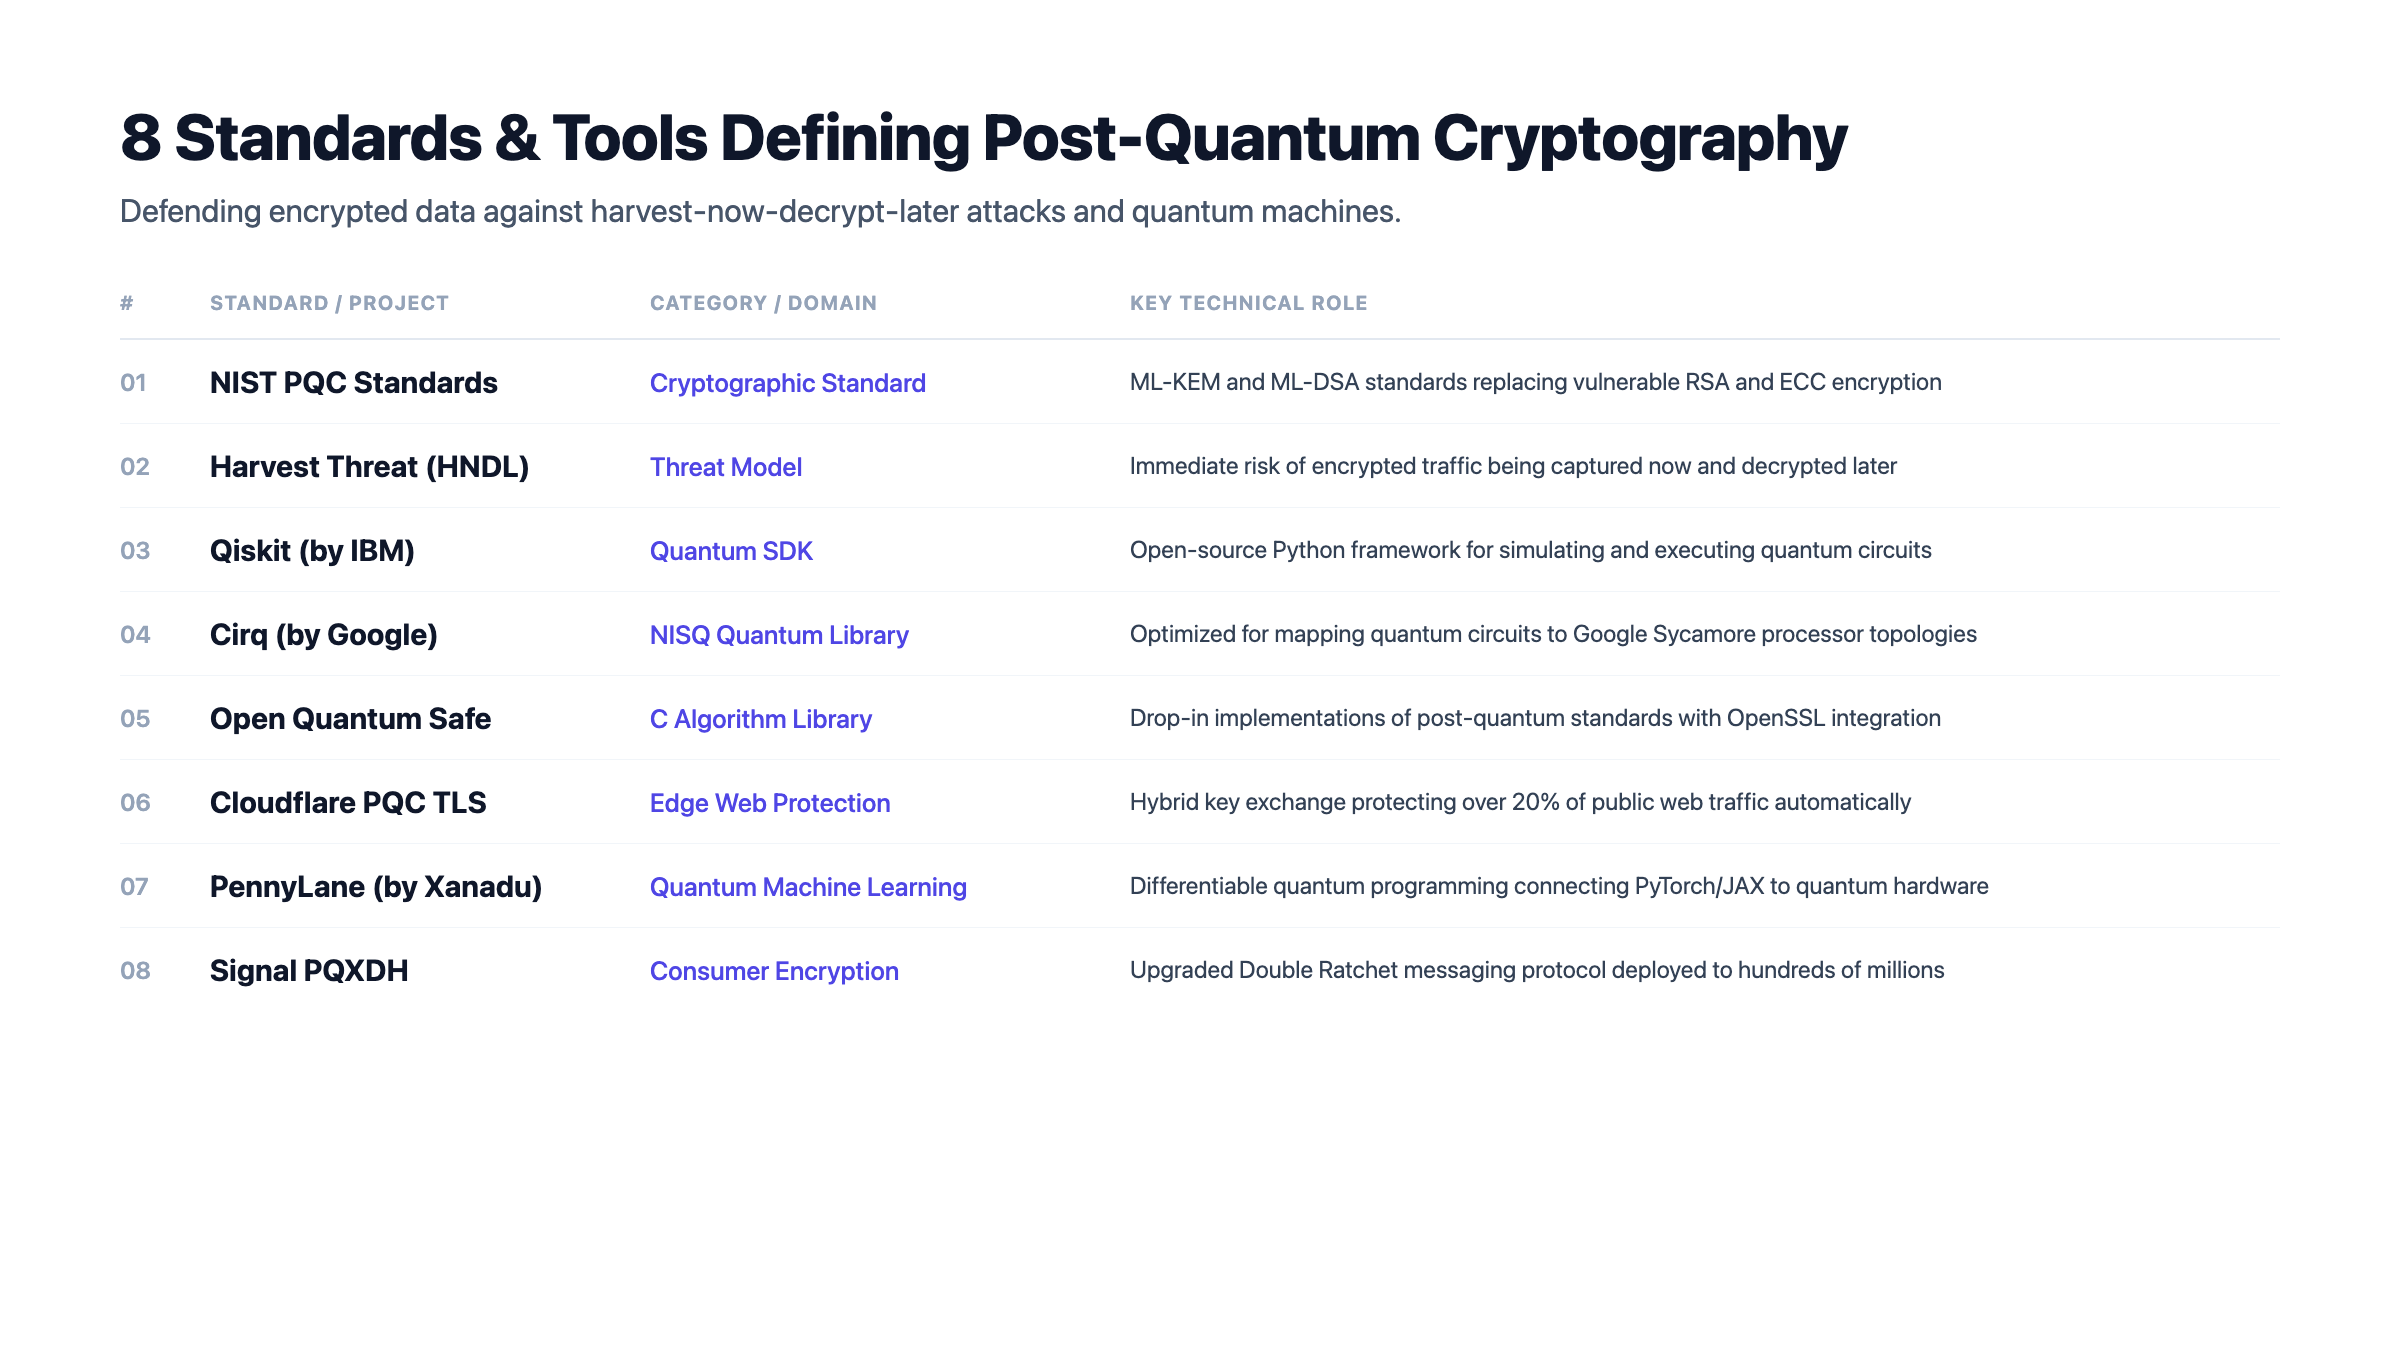 8 Standards & Tools Defining Post-Quantum Cryptography
Defending encrypted data against harvest-now-decrypt-later attacks and quantum machines.
# STANDARD / PROJECT CATEGORY / DOMAIN KEY TECHNICAL ROLE
01 NIST PQC Standards Cryptographic Standard ML-KEM and ML-DSA standards replacing vulnerable RSA and ECC encryption
02 Harvest Threat (HNDL) Threat Model Immediate risk of encrypted traffic being captured now and decrypted later
03 Qiskit (by IBM) Quantum SDK Open-source Python framework for simulating and executing quantum circuits
04 Cirq (by Google) NISQ Quantum Library Optimized for mapping quantum circuits to Google Sycamore processor topologies
05 Open Quantum Safe C Algorithm Library Drop-in implementations of post-quantum standards with OpenSSL integration
06 Cloudflare PQC TLS Edge Web Protection Hybrid key exchange protecting over 20% of public web traffic automatically
07 PennyLane (by Xanadu) Quantum Machine Learning Differentiable quantum programming connecting PyTorch/JAX to quantum hardware
08 Signal PQXDH Consumer Encryption Upgraded Double Ratchet messaging protocol deployed to hundreds of millions